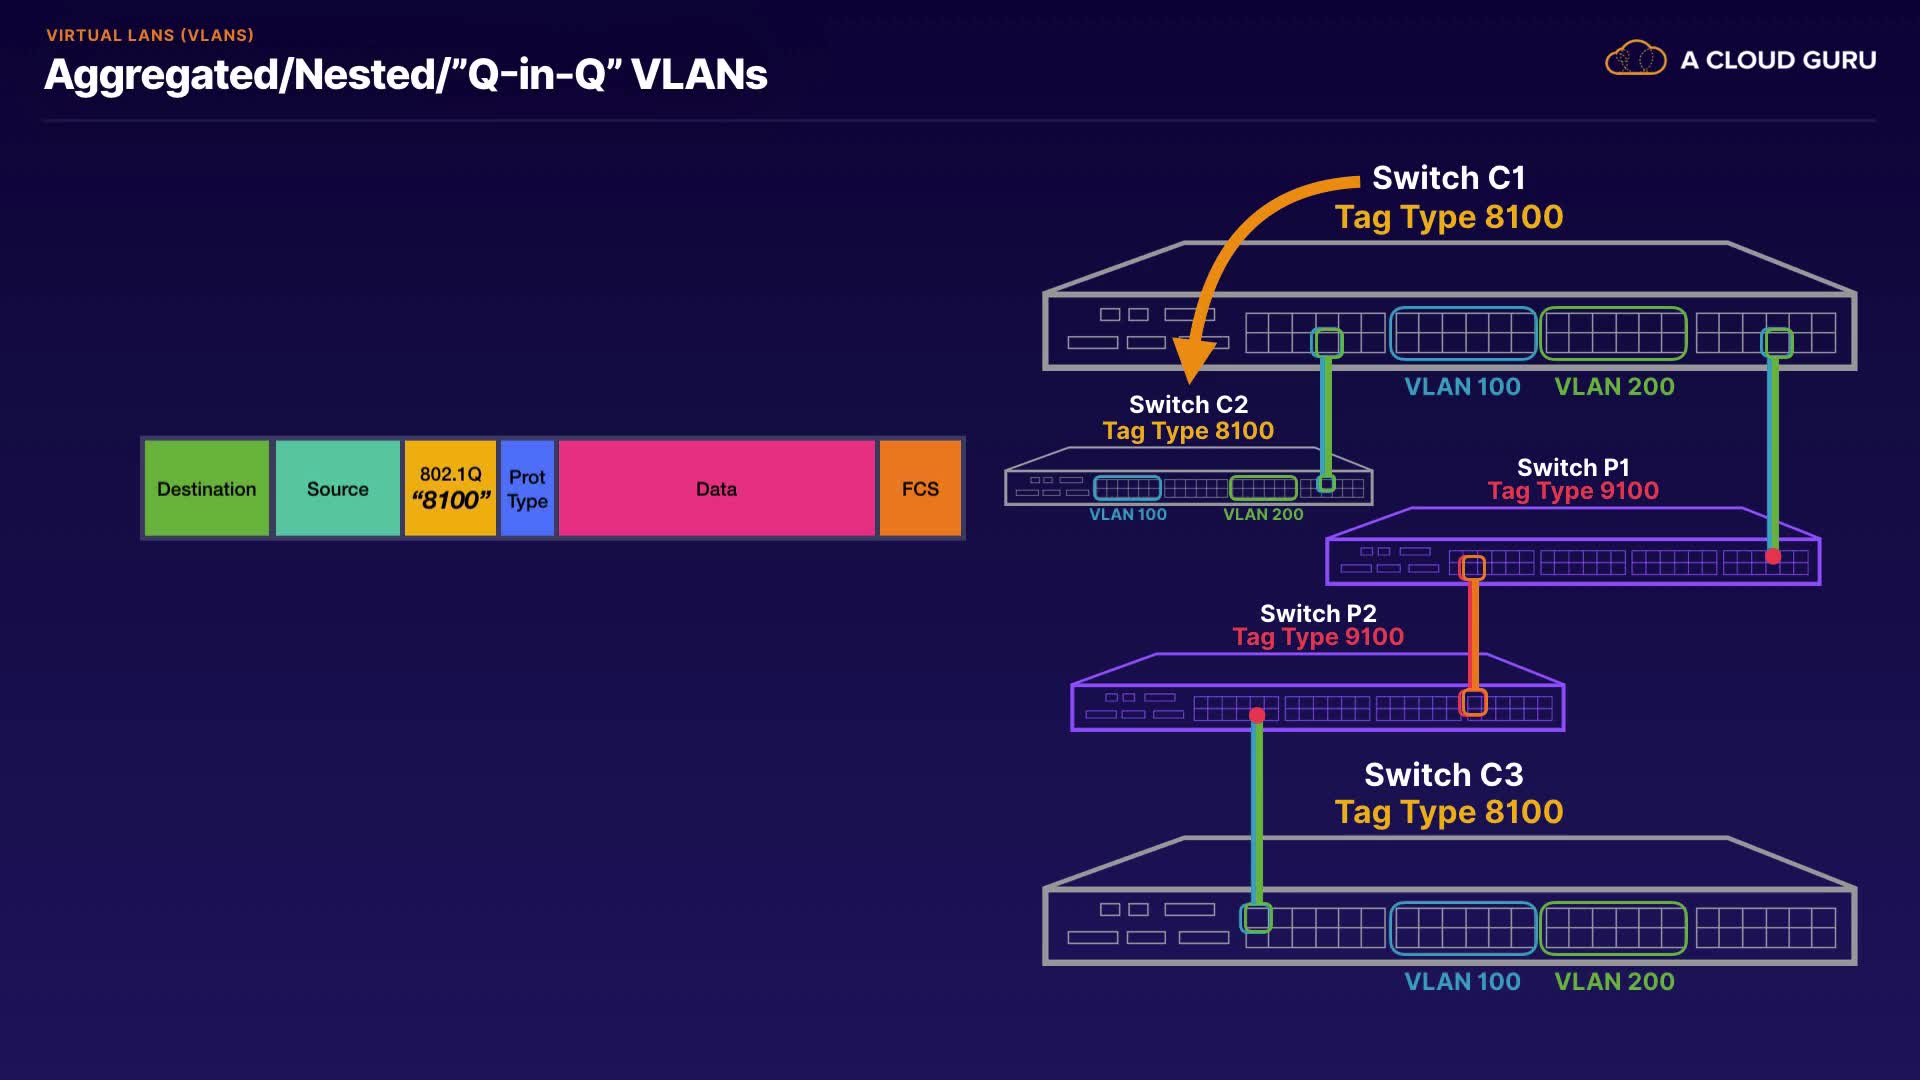 VIRTUAL LANS (VLANS)
Aggregated/Nested/”Q-in-Q” VLANs
A CLOUD GURU
Switch C1
Tag Type 8100
VLAN 100
VLAN 200
Switch C2
Tag Type 8100
VLAN 100
VLAN 200
Destination
Source
802.1Q
“8100”
Prot
Type
Data
FCS
Switch P1
Tag Type 9100
Switch P2
Tag Type 9100
Switch C3
Tag Type 8100
VLAN 100
VLAN 200